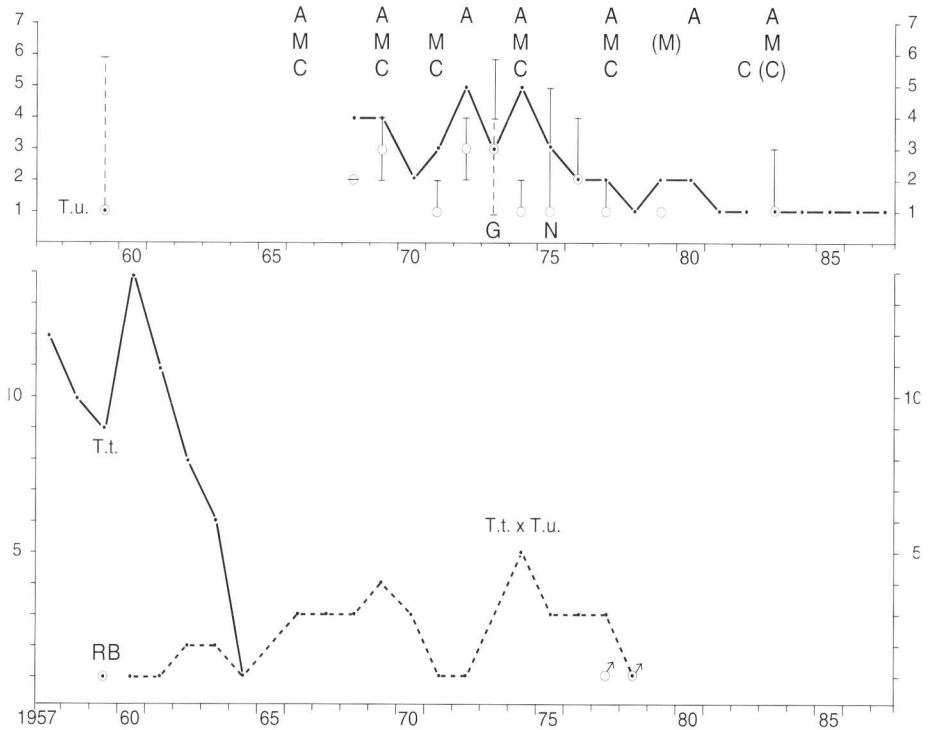 7 A A A A A A A 7
6 M M M M M (M) M 6
5 C C C C C C (C) 5
4 4
3 3
2 2
1 T.u. 1
G N
60 65 70 75 80 85
10 10
T.t.
T.t. x T.u.
5 5
RB
1957 60 65 70 75 80 85